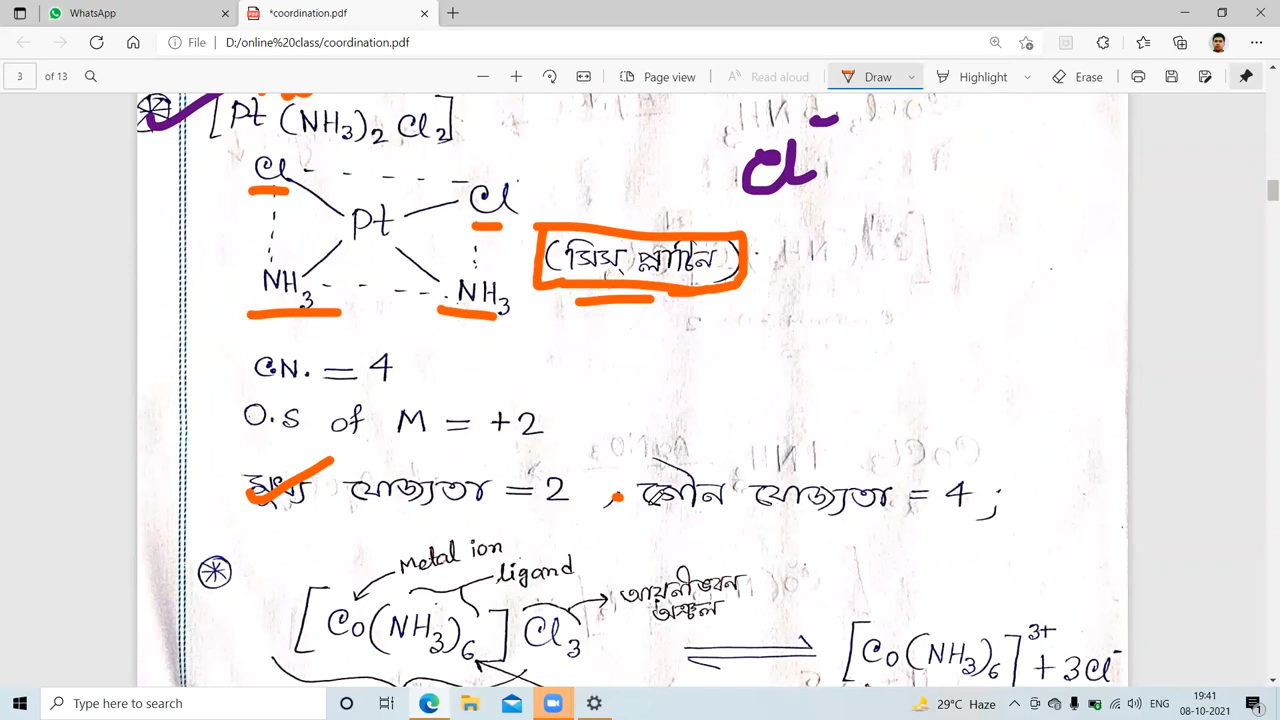 WhatsApp
*coordination.pdf
File D:/online%20class/coordination.pdf
3 of 13
Page view
Read aloud
Draw
Highlight
Erase
[Pt (NH3)2 Cl2]
Cl⁻
Cl Cl
Pt
(সিস্ প্লাটিন)
NH3 NH3
C.N. = 4
O.S of M = +2
মুখ্য যোজ্যতা = 2 , গৌন যোজ্যতা = 4 ;
Metal ion
ligand
আয়নীভবন
অঞ্চল
[Co(NH3)6] Cl3 ⇌ [Co(NH3)6]³⁺ + 3Cl⁻
Type here to search
29°C Haze
ENG
19:41
08-10-2021
1